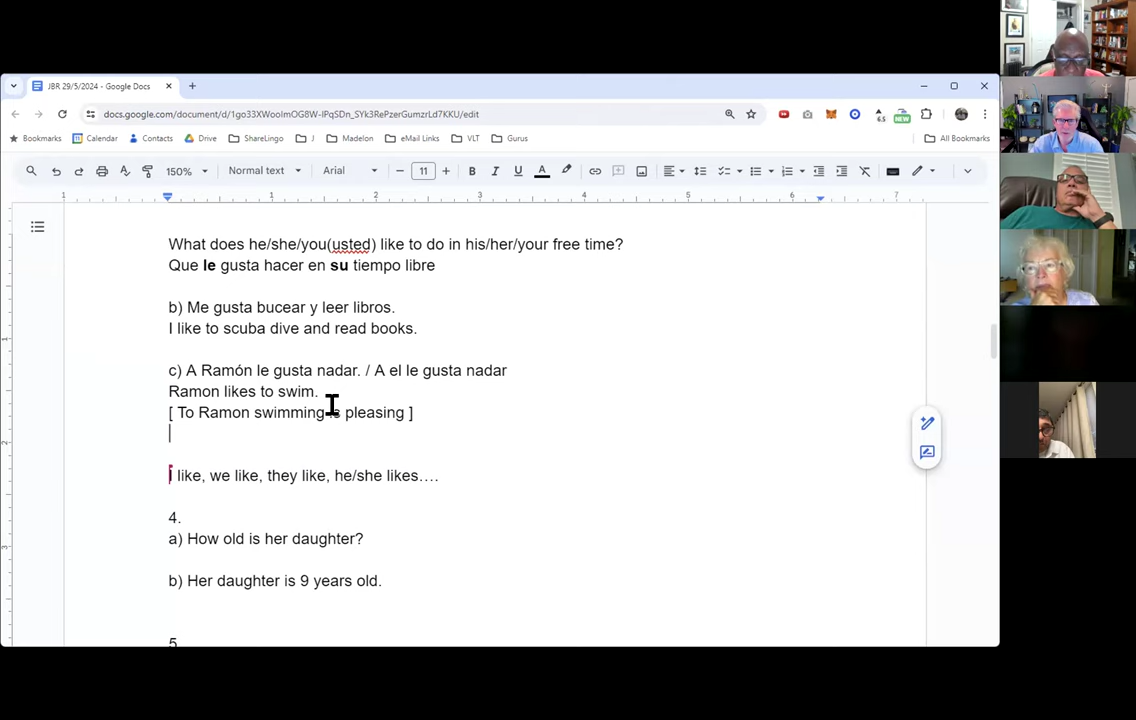 JBR 29/5/2024 - Google Docs
docs.google.com/document/d/1go33XWooImOG8W-IPqSDn_SYk3RePzerGumzrLd7KKU/edit
Bookmarks Calendar Contacts Drive ShareLingo J Madelon eMail Links VLT Gurus All Bookmarks
150% Normal text Arial 11
What does he/she/you(usted) like to do in his/her/your free time?
Que le gusta hacer en su tiempo libre
b) Me gusta bucear y leer libros.
I like to scuba dive and read books.
c) A Ramón le gusta nadar. / A el le gusta nadar
Ramon likes to swim.
[ To Ramon swimming is pleasing ]
I like, we like, they like, he/she likes….
4.
a) How old is her daughter?
b) Her daughter is 9 years old.
5